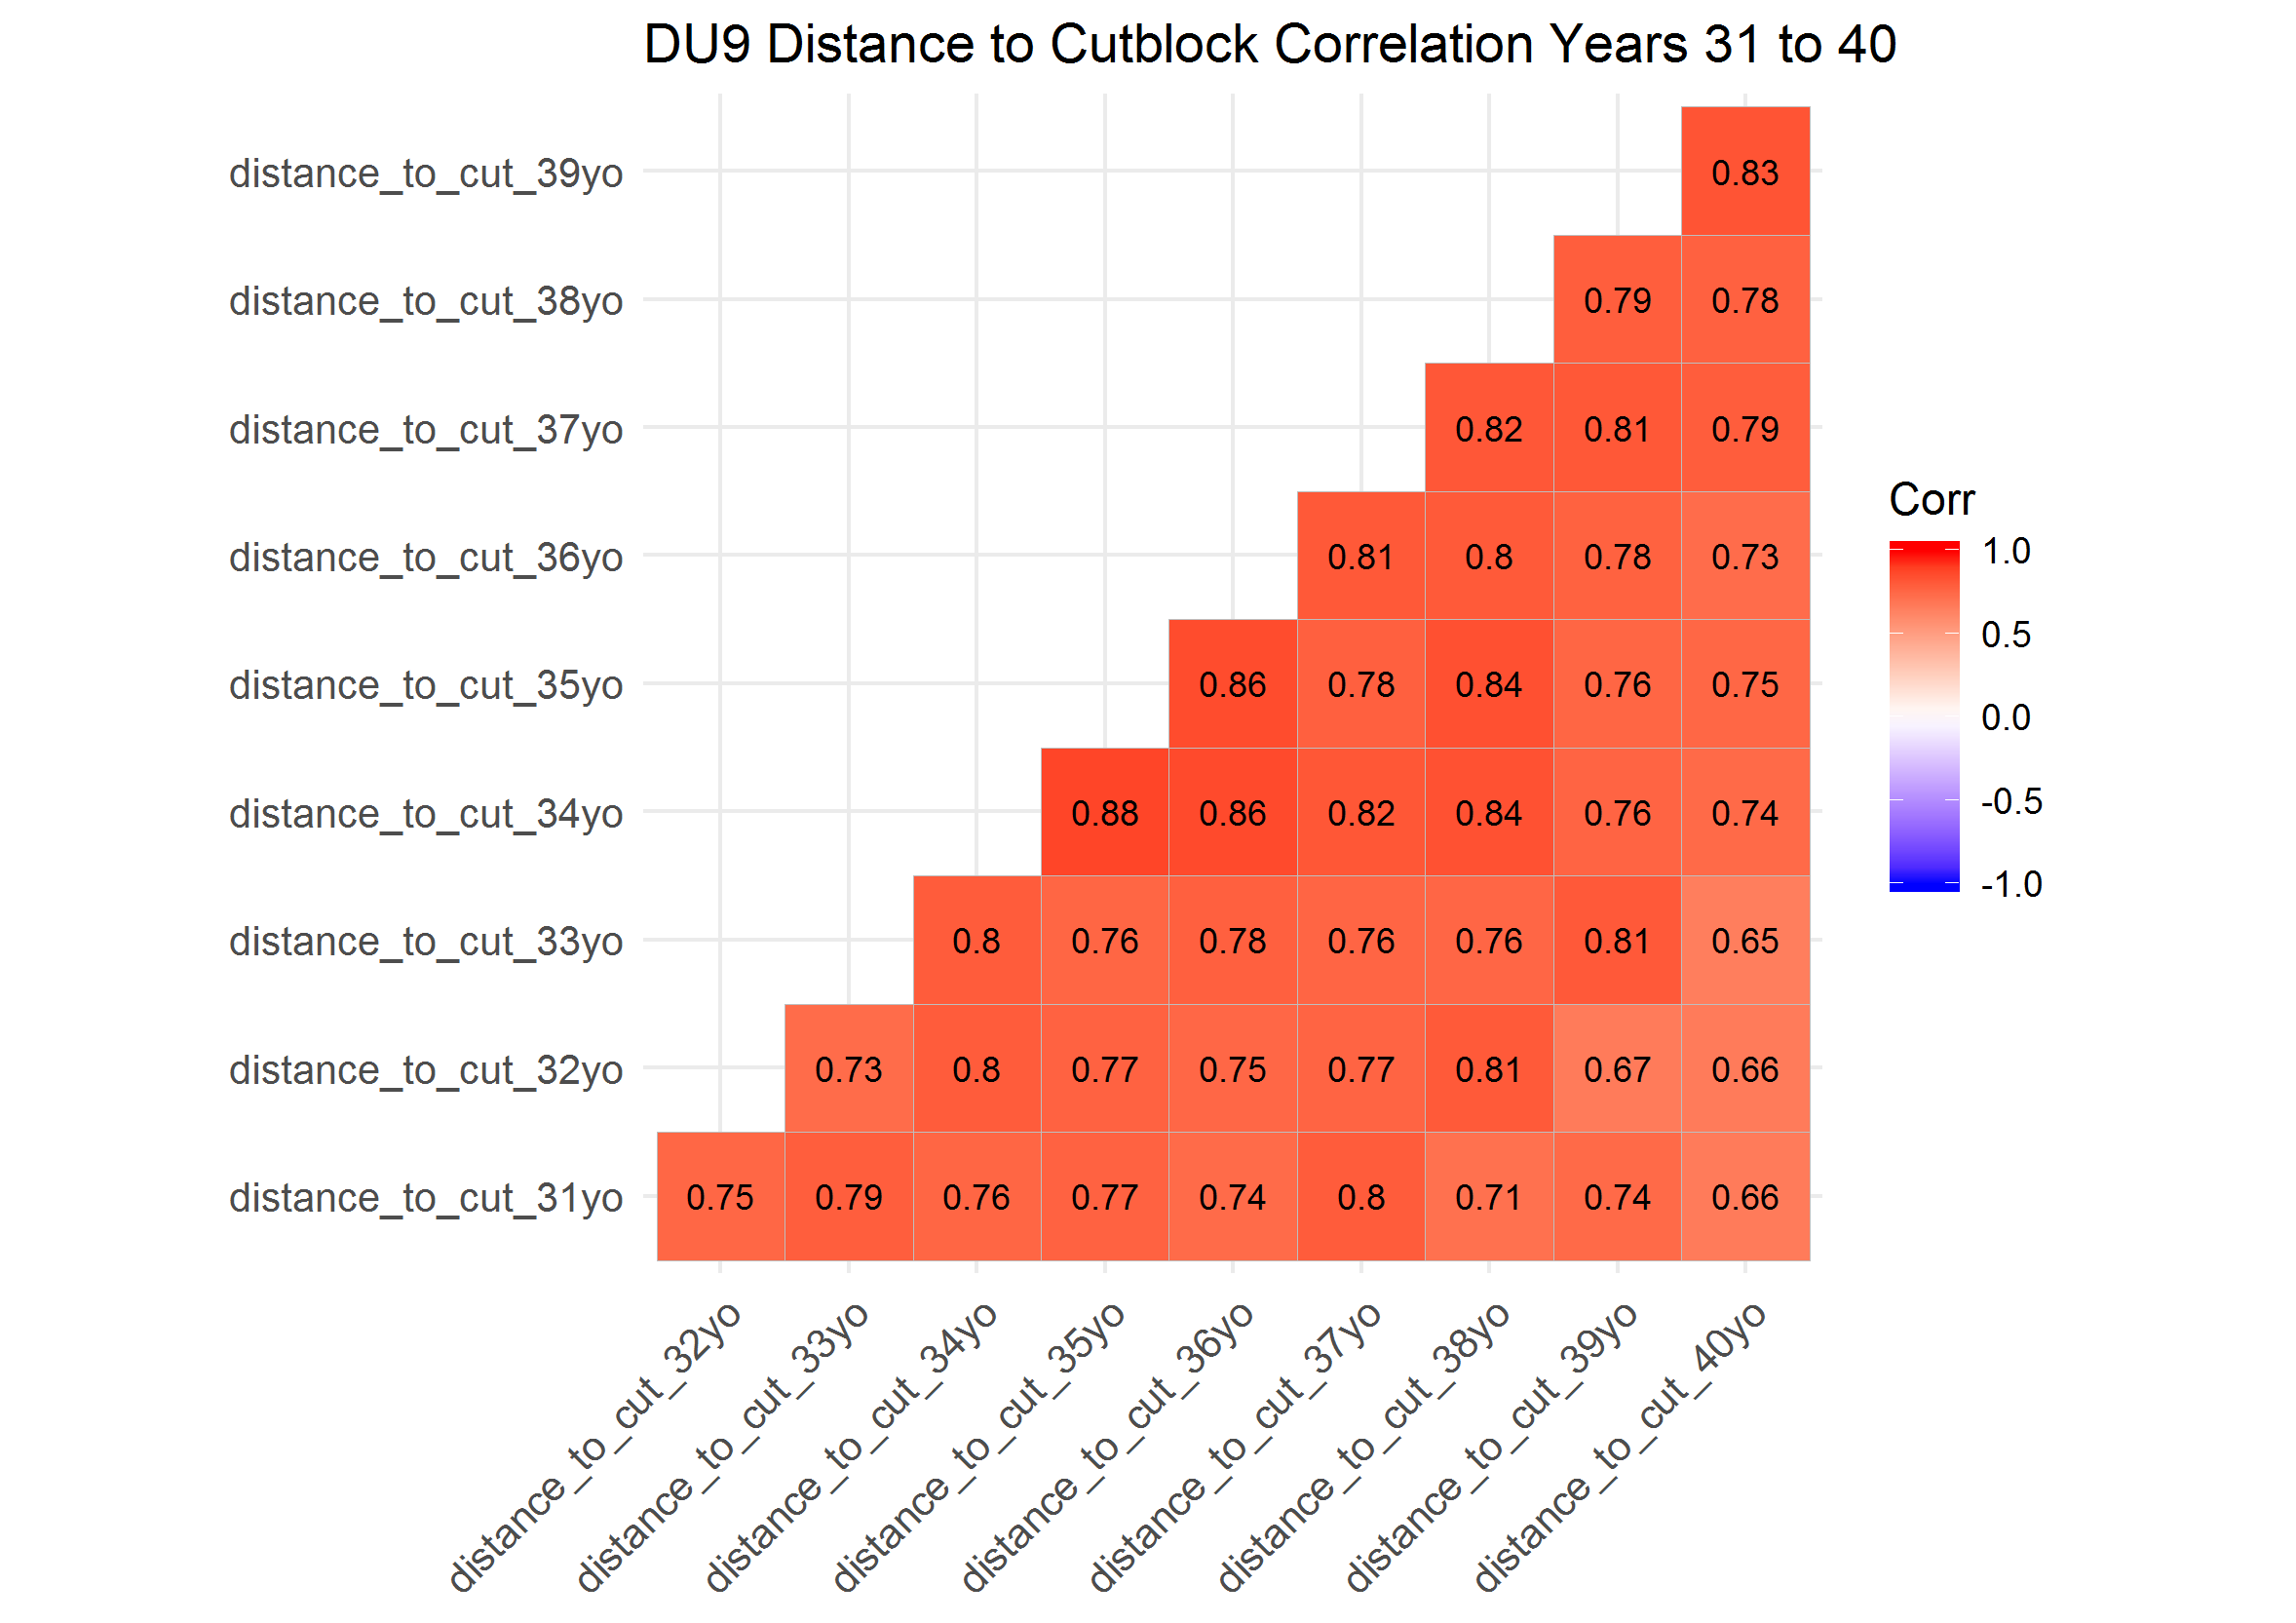 DU9 Distance to Cutblock Correlation Years 31 to 40
distance_to_cut_39yo
0.83
distance_to_cut_38yo
0.79 0.78
distance_to_cut_37yo
0.82 0.81 0.79
distance_to_cut_36yo
0.81 0.8 0.78 0.73
distance_to_cut_35yo
0.86 0.78 0.84 0.76 0.75
distance_to_cut_34yo
0.88 0.86 0.82 0.84 0.76 0.74
distance_to_cut_33yo
0.8 0.76 0.78 0.76 0.76 0.81 0.65
distance_to_cut_32yo
0.73 0.8 0.77 0.75 0.77 0.81 0.67 0.66
distance_to_cut_31yo
0.75 0.79 0.76 0.77 0.74 0.8 0.71 0.74 0.66
distance_to_cut_32yo
distance_to_cut_33yo
distance_to_cut_34yo
distance_to_cut_35yo
distance_to_cut_36yo
distance_to_cut_37yo
distance_to_cut_38yo
distance_to_cut_39yo
distance_to_cut_40yo
Corr
1.0
0.5
0.0
-0.5
-1.0